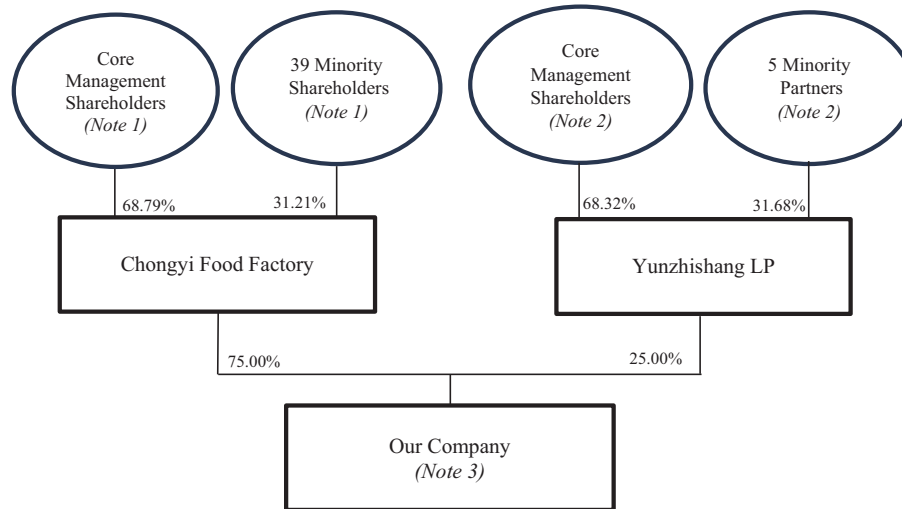 Core
Management
Shareholders
(Note 1)
39 Minority
Shareholders
(Note 1)
Core
Management
Shareholders
(Note 2)
5 Minority
Partners
(Note 2)
68.79%
31.21%
68.32%
31.68%
Chongyi Food Factory
Yunzhishang LP
75.00%
25.00%
Our Company
(Note 3)